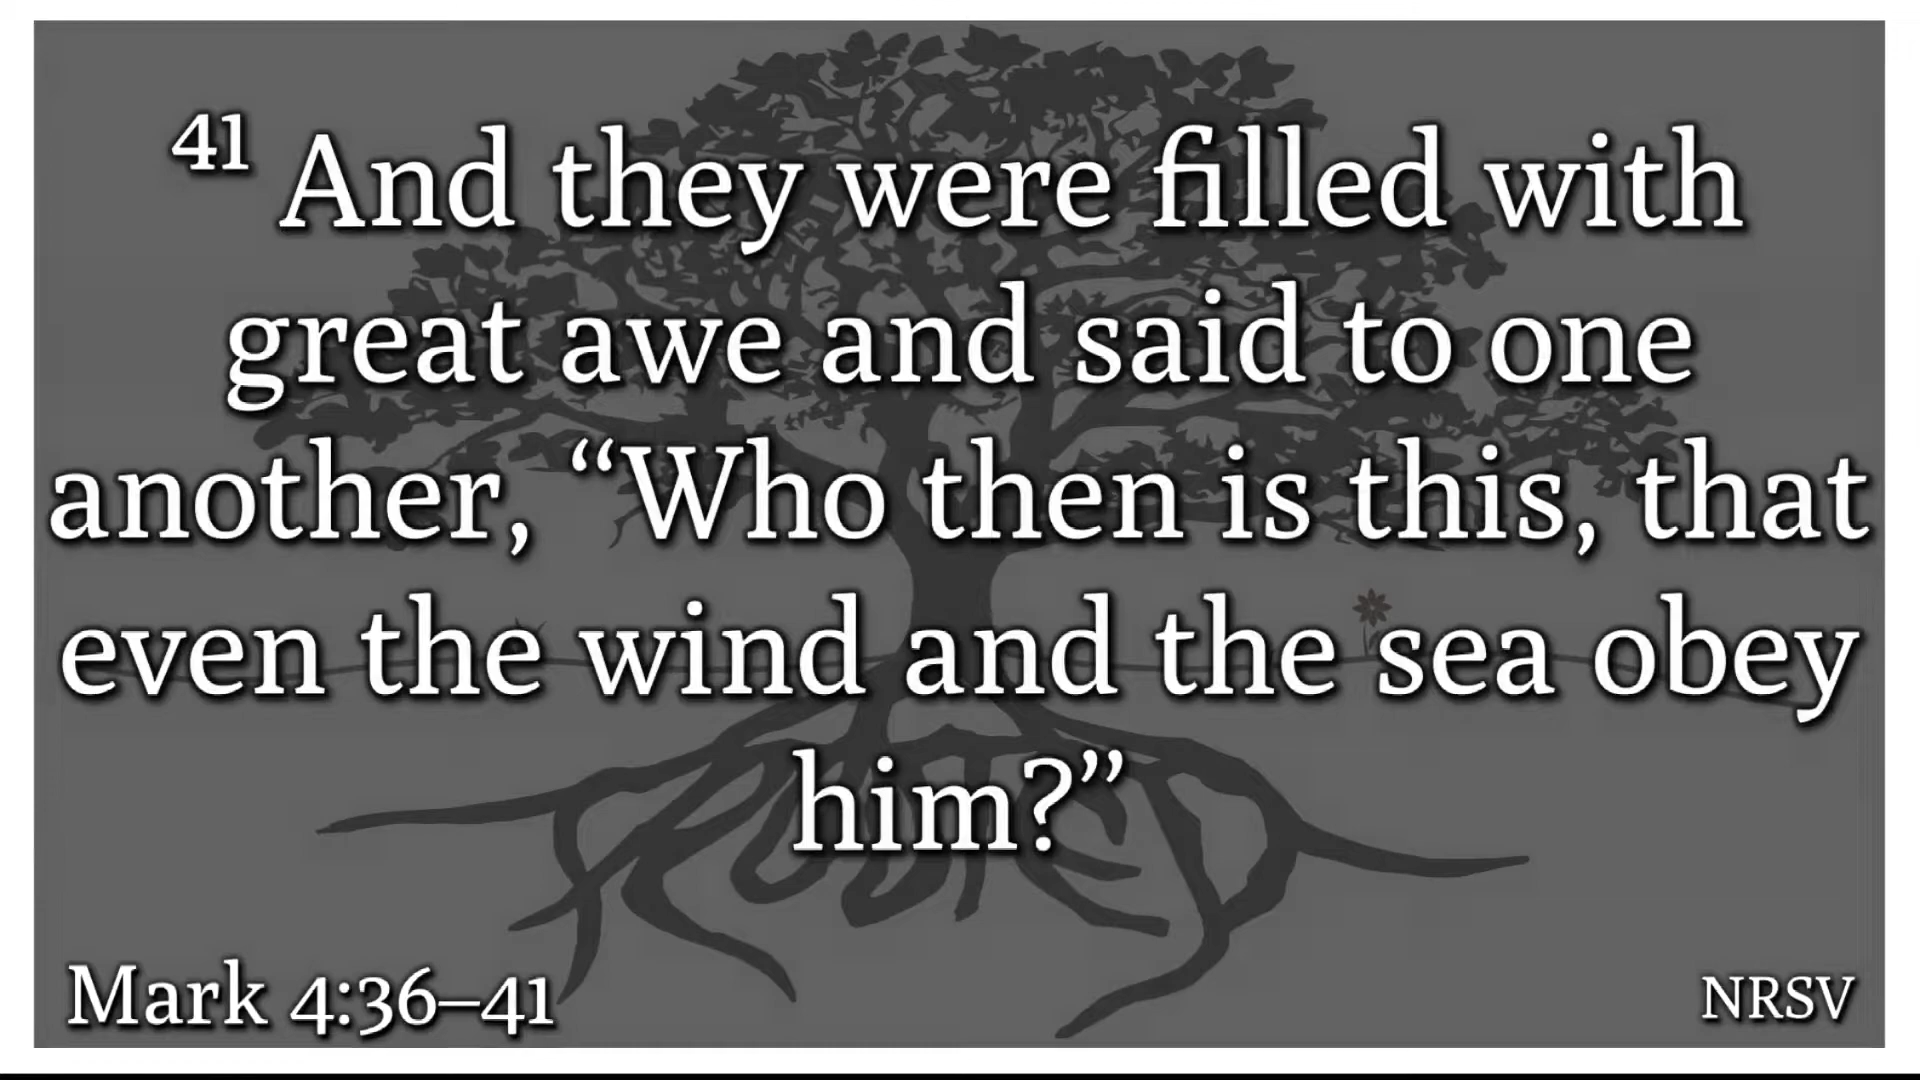 41 And they were filled with
great awe and said to one
another, “Who then is this, that
even the wind and the sea obey
him?”
Mark 4:36–41
NRSV